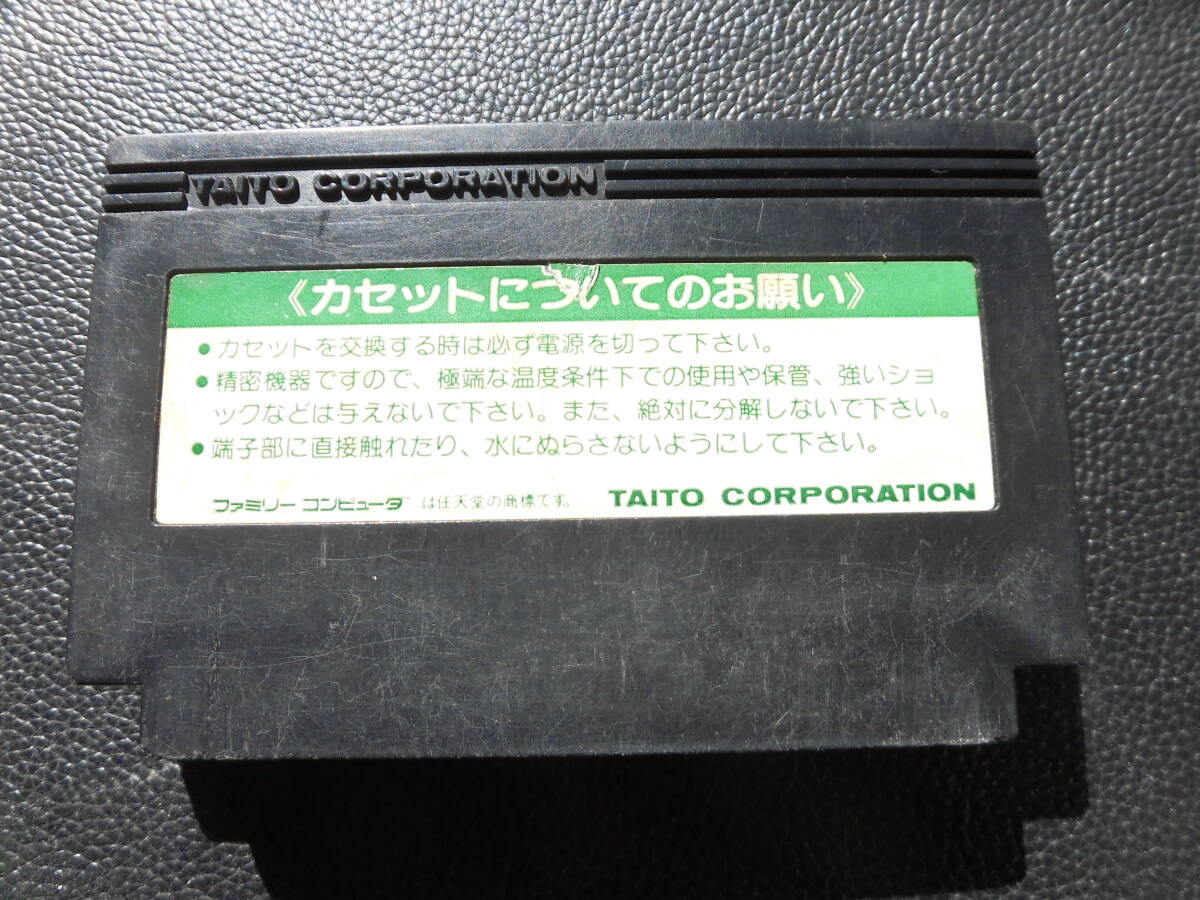 TAITO CORPORATION
《カセットについてのお願い》
●カセットを交換する時は必ず電源を切って下さい。
●精密機器ですので、極端な温度条件下での使用や保管、強いショ
ックなどは与えないで下さい。また、絶対に分解しないで下さい。
●端子部に直接触れたり、水にぬらさないようにして下さい。
ファミリー コンピュータ™ は任天堂の商標です。 TAITO CORPORATION